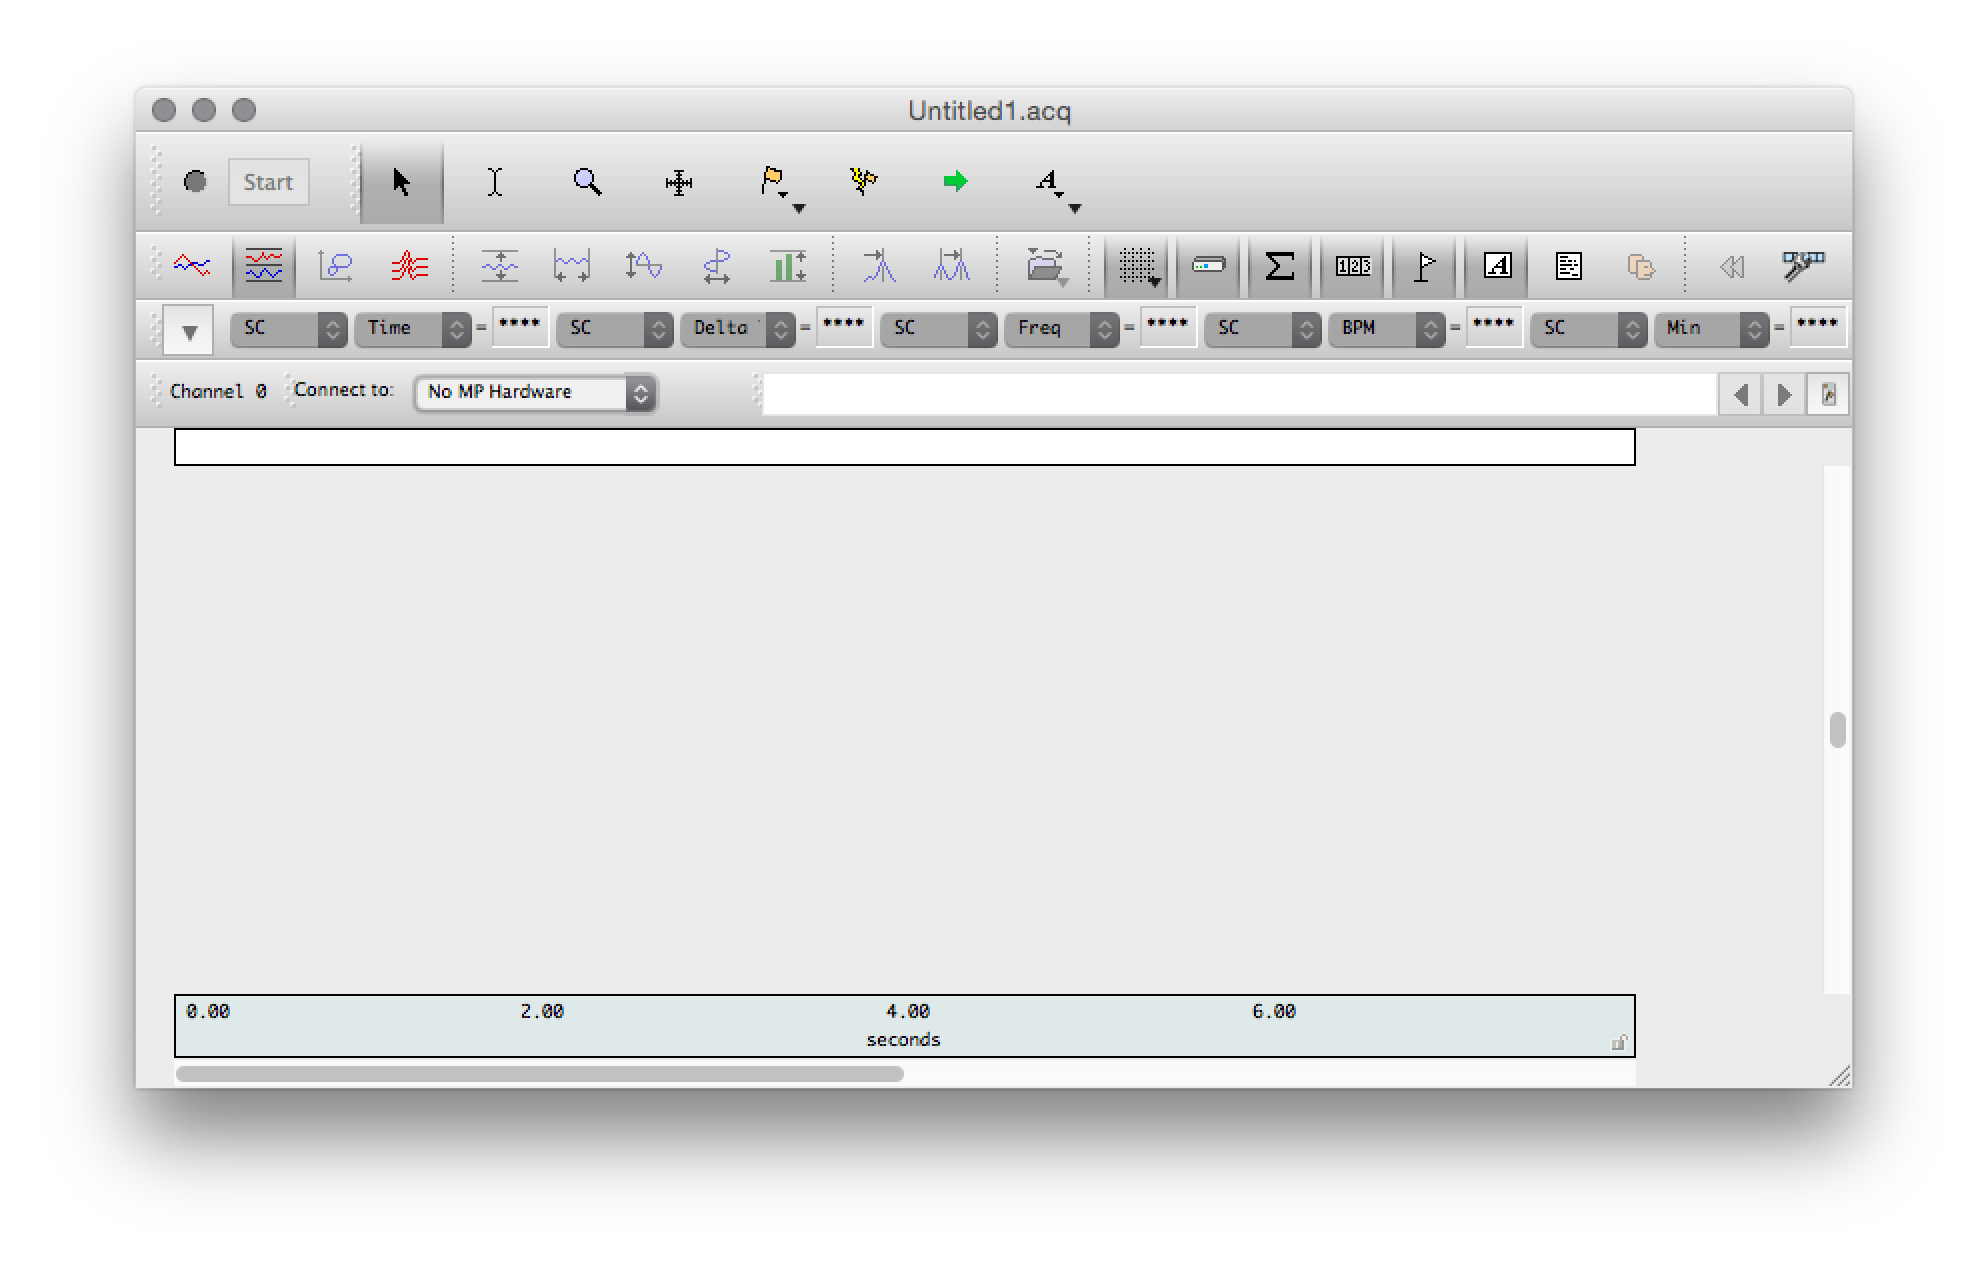 Untitled1.acq
Start
SC Time = **** SC Delta = **** SC Freq = **** SC BPM = **** SC Min = ****
Channel 0 Connect to: No MP Hardware
0.00 2.00 4.00 6.00
seconds